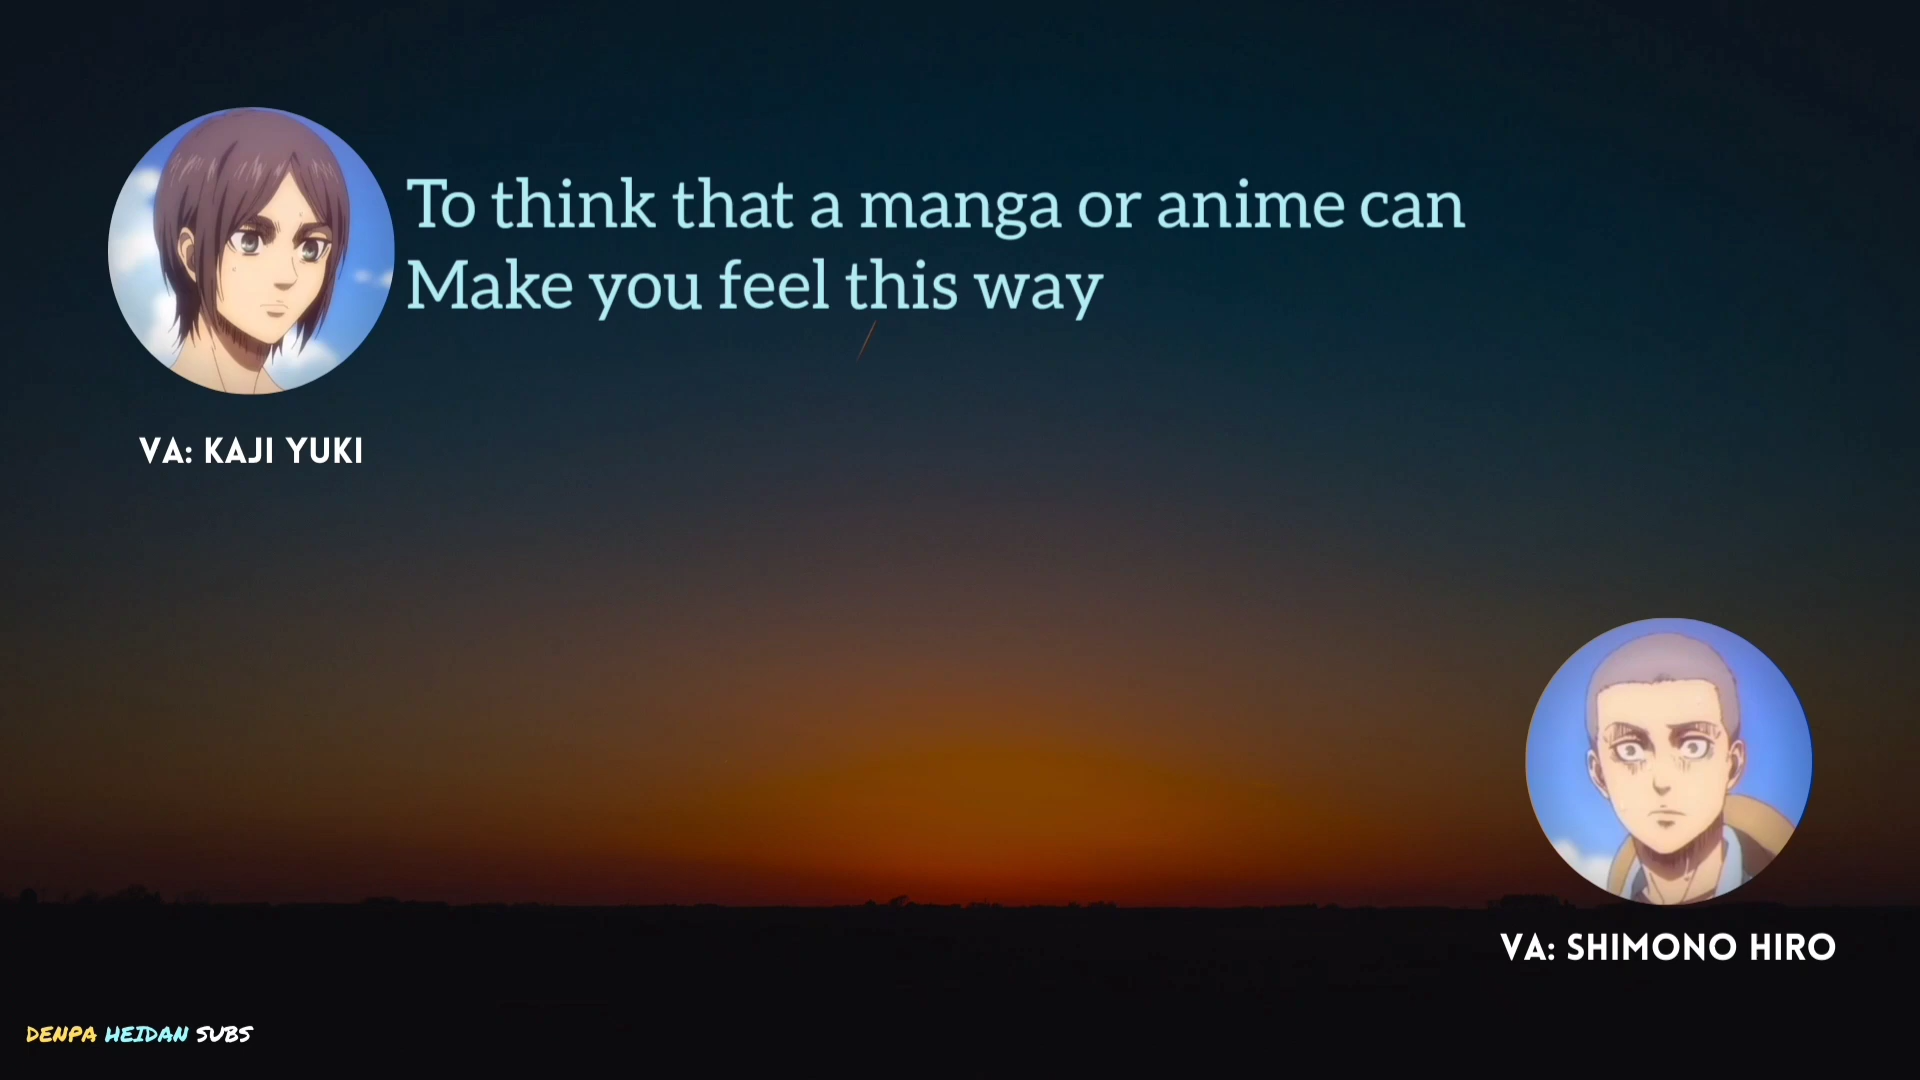 To think that a manga or anime can
Make you feel this way
VA: KAJI YUKI
VA: SHIMONO HIRO
DENPA HEIDAN SUBS